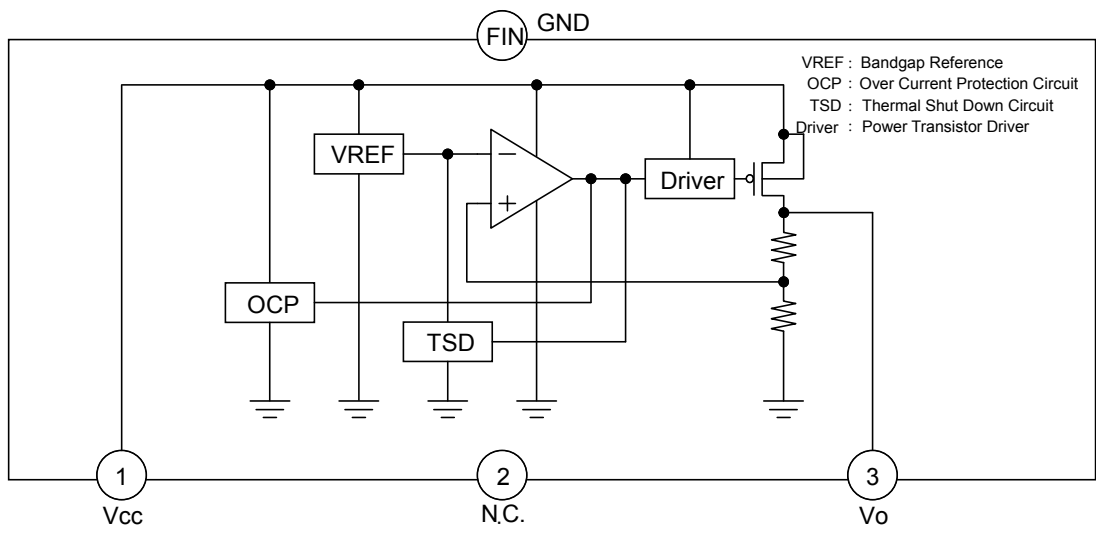 FIN GND
VREF : Bandgap Reference
OCP : Over Current Protection Circuit
TSD : Thermal Shut Down Circuit
Driver : Power Transistor Driver
VREF
−
+
Driver
OCP
TSD
1
2
3
Vcc
N.C.
Vo